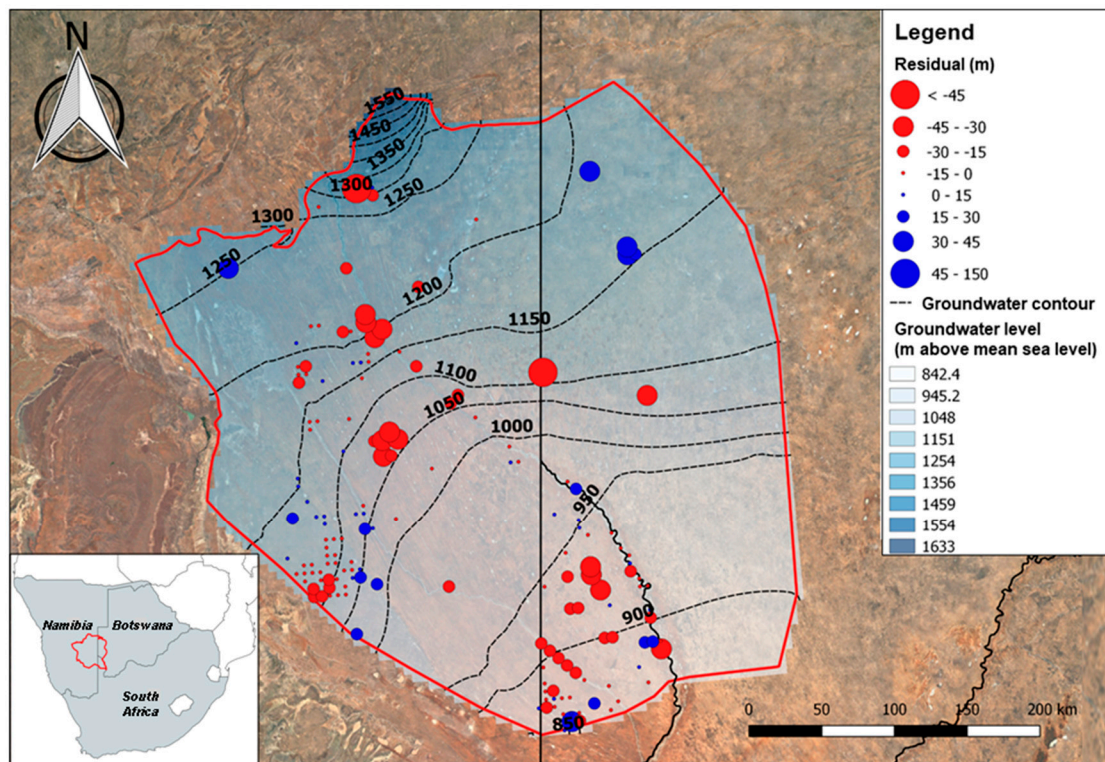 N
Legend
Residual (m)
< -45
-45 - -30
-30 - -15
-15 - 0
0 - 15
15 - 30
30 - 45
45 - 150
Groundwater contour
Groundwater level
(m above mean sea level)
842.4
945.2
1048
1151
1254
1356
1459
1554
1633
1550
1450
1350
1300
1250
1300
1250
1200
1150
1100
1050
1000
950
900
850
Namibia
Botswana
South
Africa
0 50 100 150 200 km